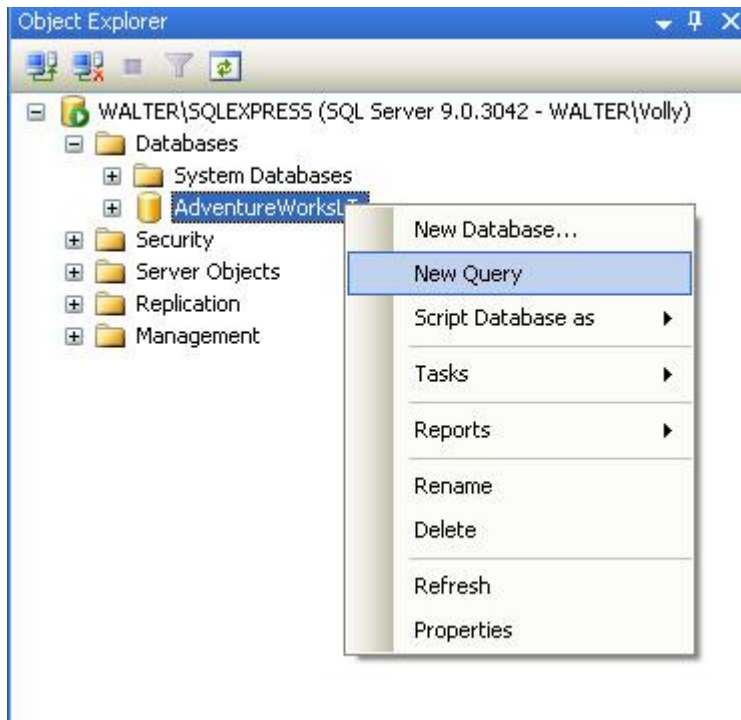 Object Explorer
WALTER\SQLEXPRESS (SQL Server 9.0.3042 - WALTER\Volly)
Databases
System Databases
AdventureWorksLT
Security
Server Objects
Replication
Management
New Database...
New Query
Script Database as
Tasks
Reports
Rename
Delete
Refresh
Properties